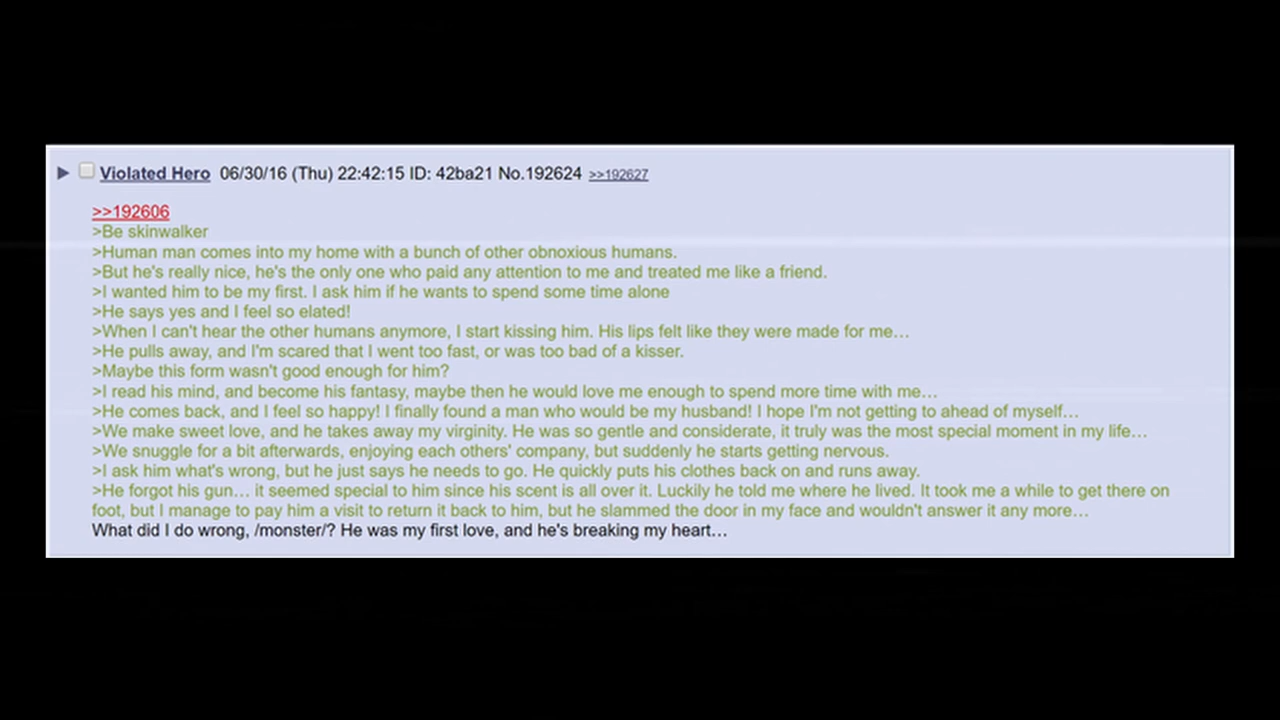 Violated Hero 06/30/16 (Thu) 22:42:15 ID: 42ba21 No.192624 >>192627
>>192606
>Be skinwalker
>Human man comes into my home with a bunch of other obnoxious humans.
>But he's really nice, he's the only one who paid any attention to me and treated me like a friend.
>I wanted him to be my first. I ask him if he wants to spend some time alone
>He says yes and I feel so elated!
>When I can't hear the other humans anymore, I start kissing him. His lips felt like they were made for me…
>He pulls away, and I'm scared that I went too fast, or was too bad of a kisser.
>Maybe this form wasn't good enough for him?
>I read his mind, and become his fantasy, maybe then he would love me enough to spend more time with me…
>He comes back, and I feel so happy! I finally found a man who would be my husband! I hope I'm not getting to ahead of myself…
>We make sweet love, and he takes away my virginity. He was so gentle and considerate, it truly was the most special moment in my life…
>We snuggle for a bit afterwards, enjoying each others' company, but suddenly he starts getting nervous.
>I ask him what's wrong, but he just says he needs to go. He quickly puts his clothes back on and runs away.
>He forgot his gun… it seemed special to him since his scent is all over it. Luckily he told me where he lived. It took me a while to get there on
foot, but I manage to pay him a visit to return it back to him, but he slammed the door in my face and wouldn't answer it any more…
What did I do wrong, /monster/? He was my first love, and he's breaking my heart…